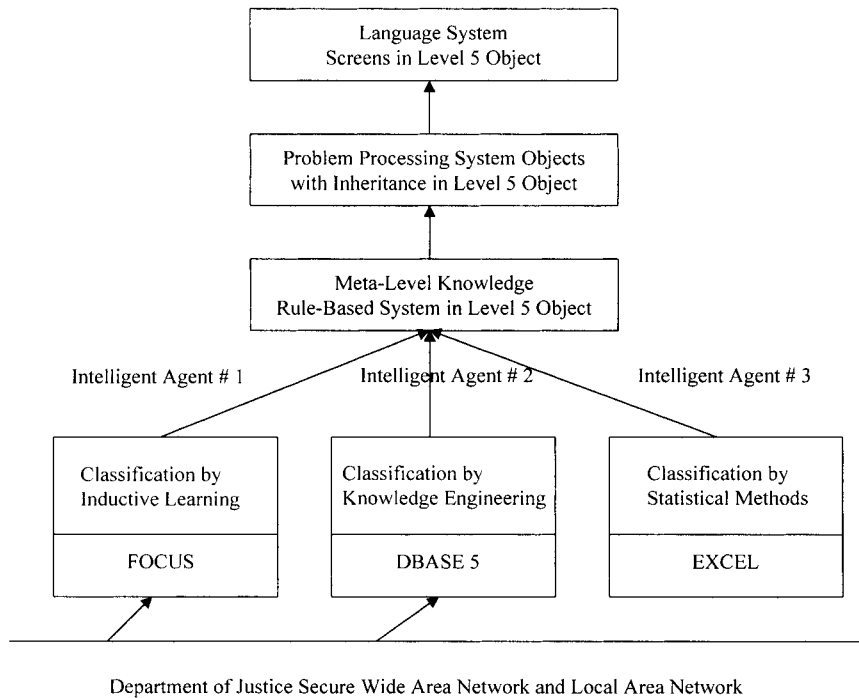 Language System
Screens in Level 5 Object
Problem Processing System Objects
with Inheritance in Level 5 Object
Meta-Level Knowledge
Rule-Based System in Level 5 Object
Intelligent Agent # 1
Intelligent Agent # 2
Intelligent Agent # 3
Classification by
Inductive Learning
FOCUS
Classification by
Knowledge Engineering
DBASE 5
Classification by
Statistical Methods
EXCEL
Department of Justice Secure Wide Area Network and Local Area Network